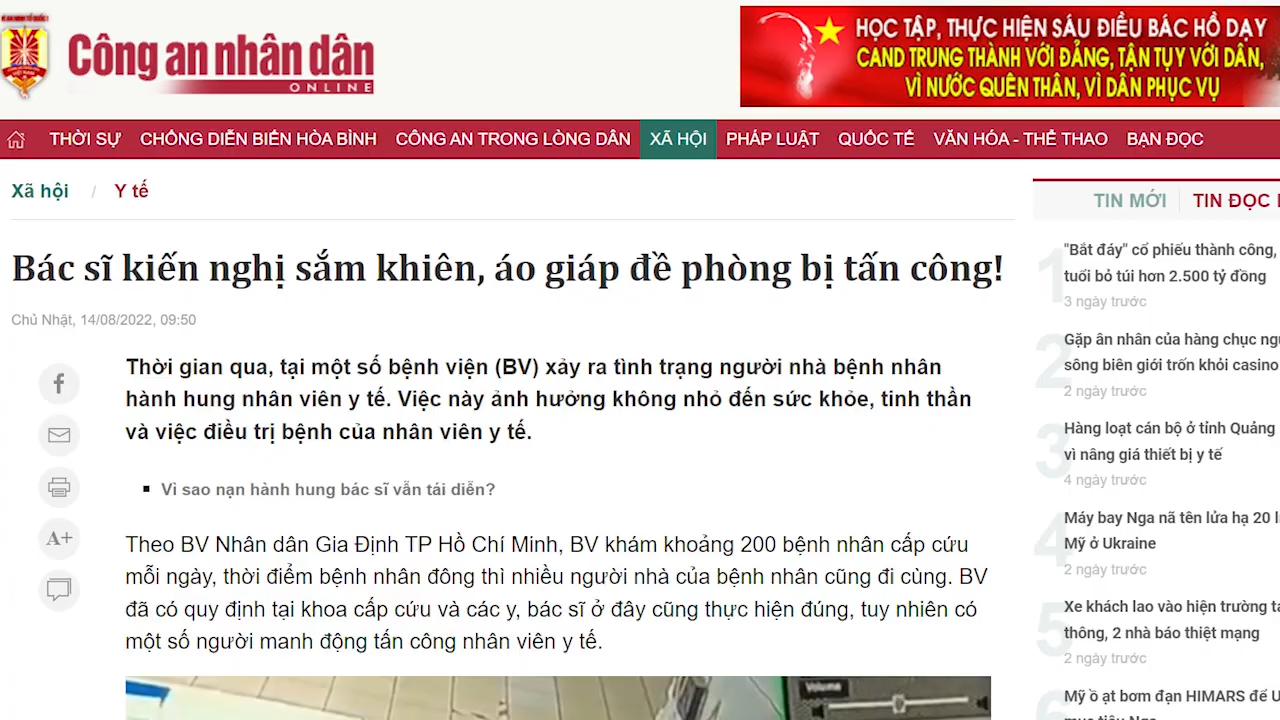 VÌ AN NINH TỔ QUỐC
Công an nhân dân
ONLINE
HỌC TẬP, THỰC HIỆN SÁU ĐIỀU BÁC HỒ DẠY
CAND TRUNG THÀNH VỚI ĐẢNG, TẬN TỤY VỚI DÂN,
VÌ NƯỚC QUÊN THÂN, VÌ DÂN PHỤC VỤ
THỜI SỰ CHỐNG DIỄN BIẾN HÒA BÌNH CÔNG AN TRONG LÒNG DÂN XÃ HỘI PHÁP LUẬT QUỐC TẾ VĂN HÓA - THỂ THAO BẠN ĐỌC
Xã hội / Y tế
Bác sĩ kiến nghị sắm khiên, áo giáp đề phòng bị tấn công!
Chủ Nhật, 14/08/2022, 09:50
Thời gian qua, tại một số bệnh viện (BV) xảy ra tình trạng người nhà bệnh nhân
hành hung nhân viên y tế. Việc này ảnh hưởng không nhỏ đến sức khỏe, tinh thần
và việc điều trị bệnh của nhân viên y tế.
Vì sao nạn hành hung bác sĩ vẫn tái diễn?
A+
Theo BV Nhân dân Gia Định TP Hồ Chí Minh, BV khám khoảng 200 bệnh nhân cấp cứu
mỗi ngày, thời điểm bệnh nhân đông thì nhiều người nhà của bệnh nhân cũng đi cùng. BV
đã có quy định tại khoa cấp cứu và các y, bác sĩ ở đây cũng thực hiện đúng, tuy nhiên có
một số người manh động tấn công nhân viên y tế.
Volume
TIN MỚI TIN ĐỌC
1
"Bắt đáy" cổ phiếu thành công,
tuổi bỏ túi hơn 2.500 tỷ đồng
3 ngày trước
2
Gặp ân nhân của hàng chục
sông biên giới trốn khỏi casino
2 ngày trước
3
Hàng loạt cán bộ ở tỉnh Quảng
vì nâng giá thiết bị y tế
4 ngày trước
4
Máy bay Nga nã tên lửa hạ 20
Mỹ ở Ukraine
2 ngày trước
5
Xe khách lao vào hiện trường
thông, 2 nhà báo thiệt mạng
2 ngày trước
6
Mỹ ồ ạt bơm đạn HIMARS để
mục tiêu Nga